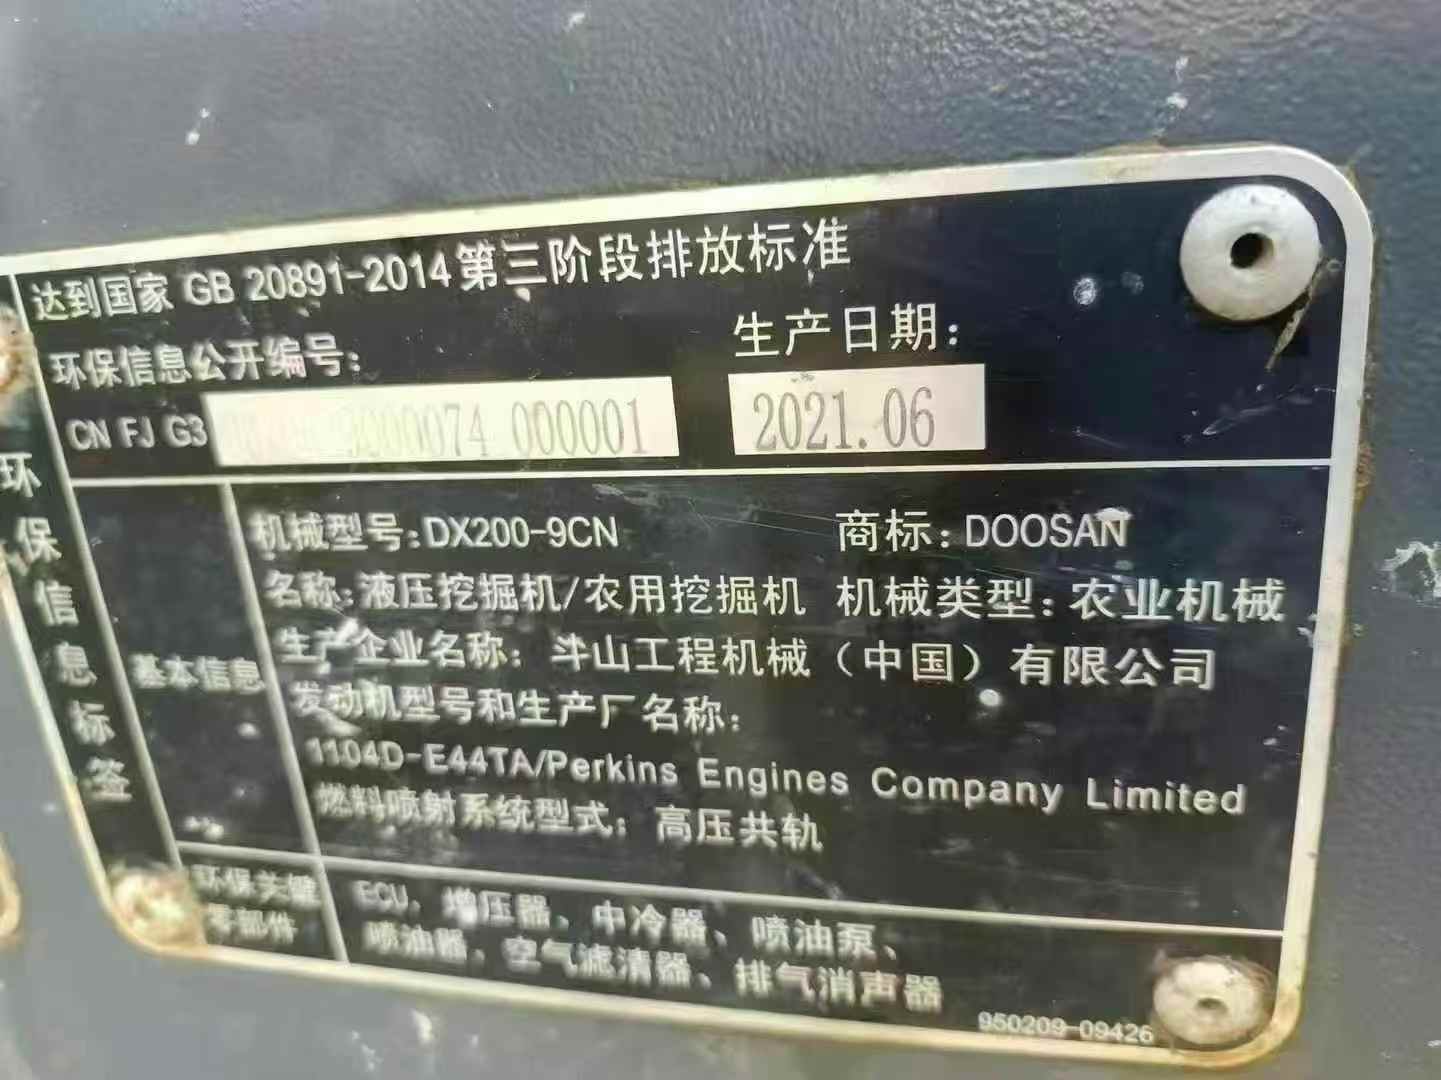 达到国家 GB 20891-2014第三阶段排放标准
环保信息公开编号:
生产日期:
CN FJ G3
000074 000001
2021.06
环保信息标签
基本信息
机械型号:DX200-9CN 商标:DOOSAN
名称:液压挖掘机/农用挖掘机 机械类型:农业机械
生产企业名称:斗山工程机械(中国)有限公司
发动机型号和生产厂名称:
1104D-E44TA/Perkins Engines Company Limited
燃料喷射系统型式:高压共轨
环保关键
零部件
ECU、增压器、中冷器、喷油泵、
喷油器、空气滤清器、排气消声器
950209-09426